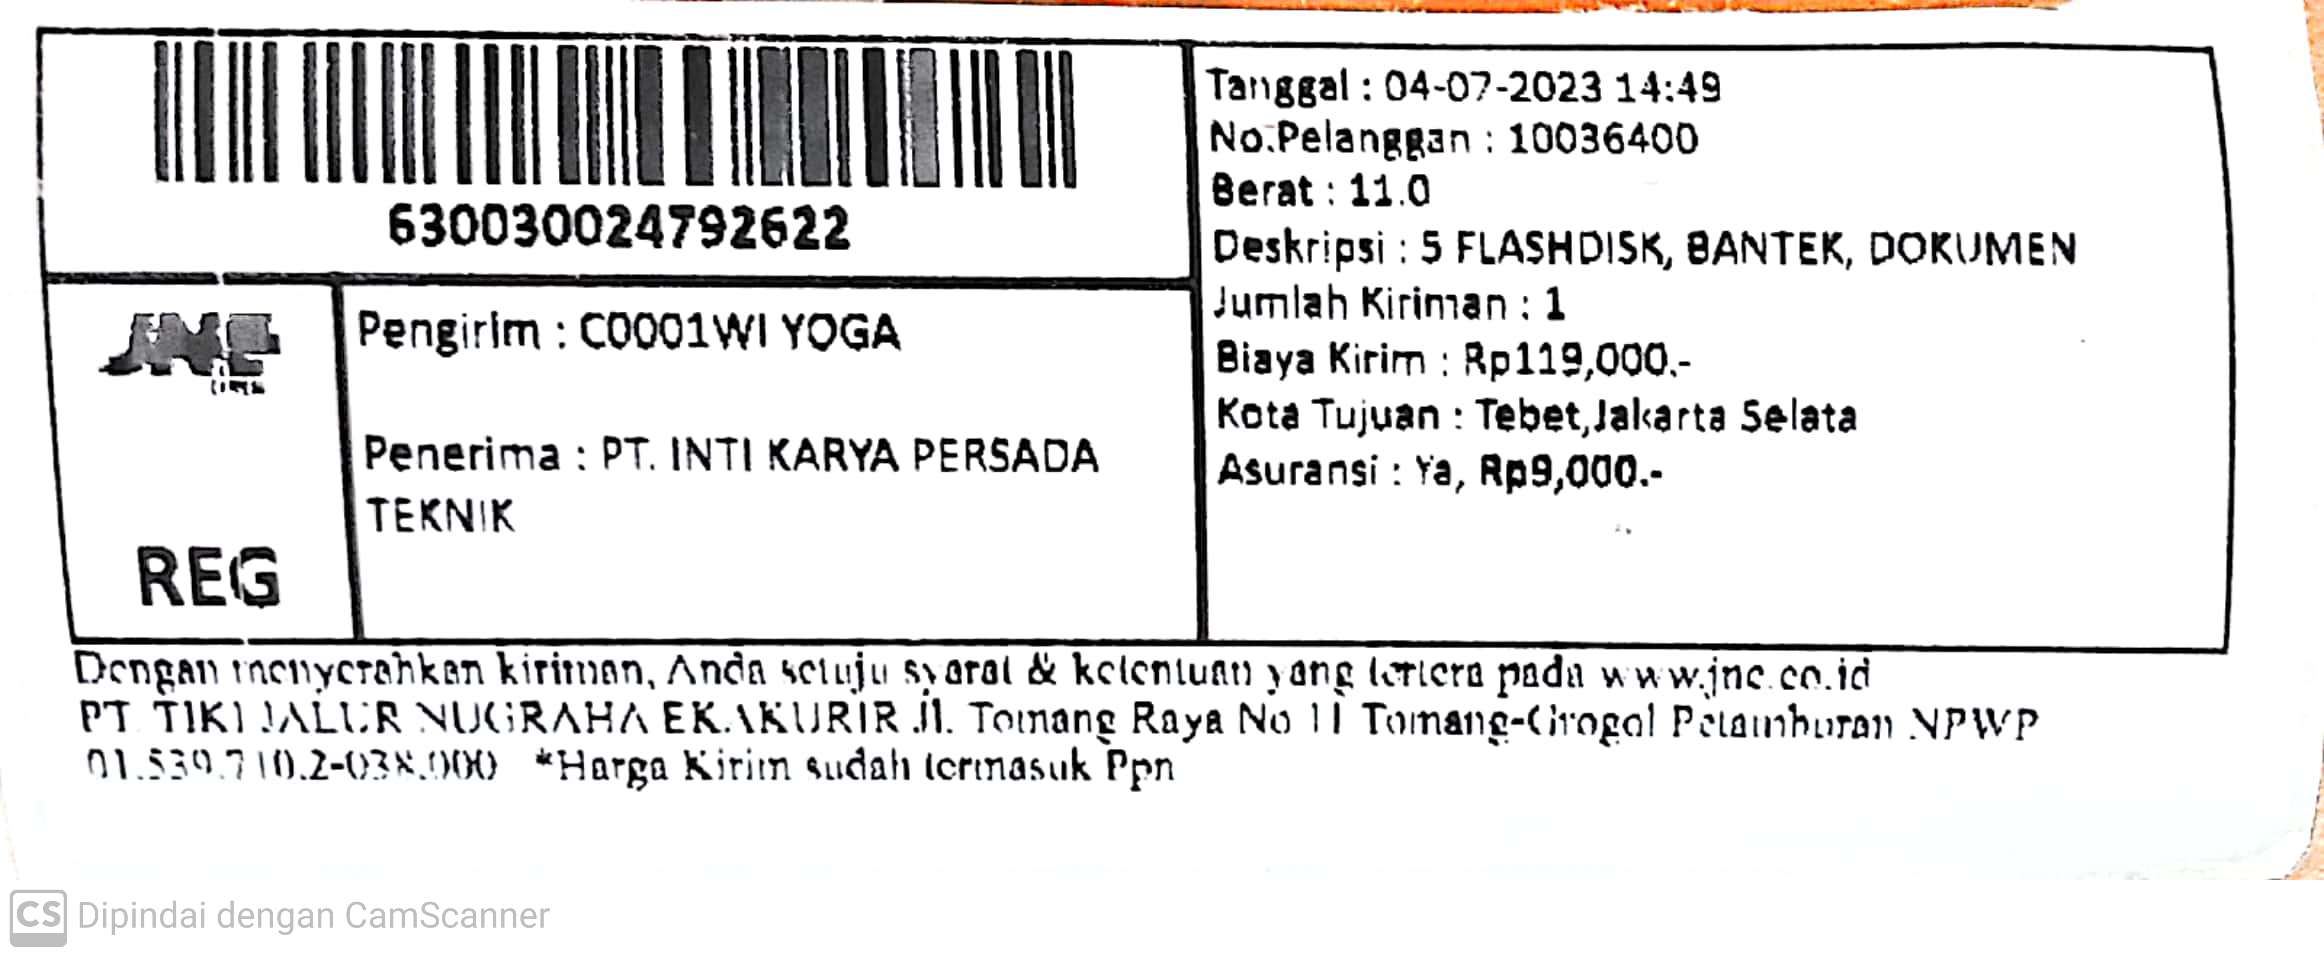 630030024792622
JNE
REG
Pengirim : C0001WI YOGA
Penerima : PT. INTI KARYA PERSADA
TEKNIK
Tanggal : 04-07-2023 14:49
No.Pelanggan : 10036400
Berat : 11.0
Deskripsi : 5 FLASHDISK, BANTEK, DOKUMEN
Jumlah Kiriman : 1
Biaya Kirim : Rp119,000.-
Kota Tujuan : Tebet,Jakarta Selata
Asuransi : Ya, Rp9,000.-
Dengan menyerahkan kiriman, Anda setuju syarat & ketentuan yang tertera pada www.jne.co.id
PT. TIKI JALUR NUGRAHA EKAKURIR Jl. Tomang Raya No 11 Tomang-Grogol Petamburan NPWP
01.539.710.2-038.000 *Harga Kirim sudah termasuk Ppn
CS Dipindai dengan CamScanner